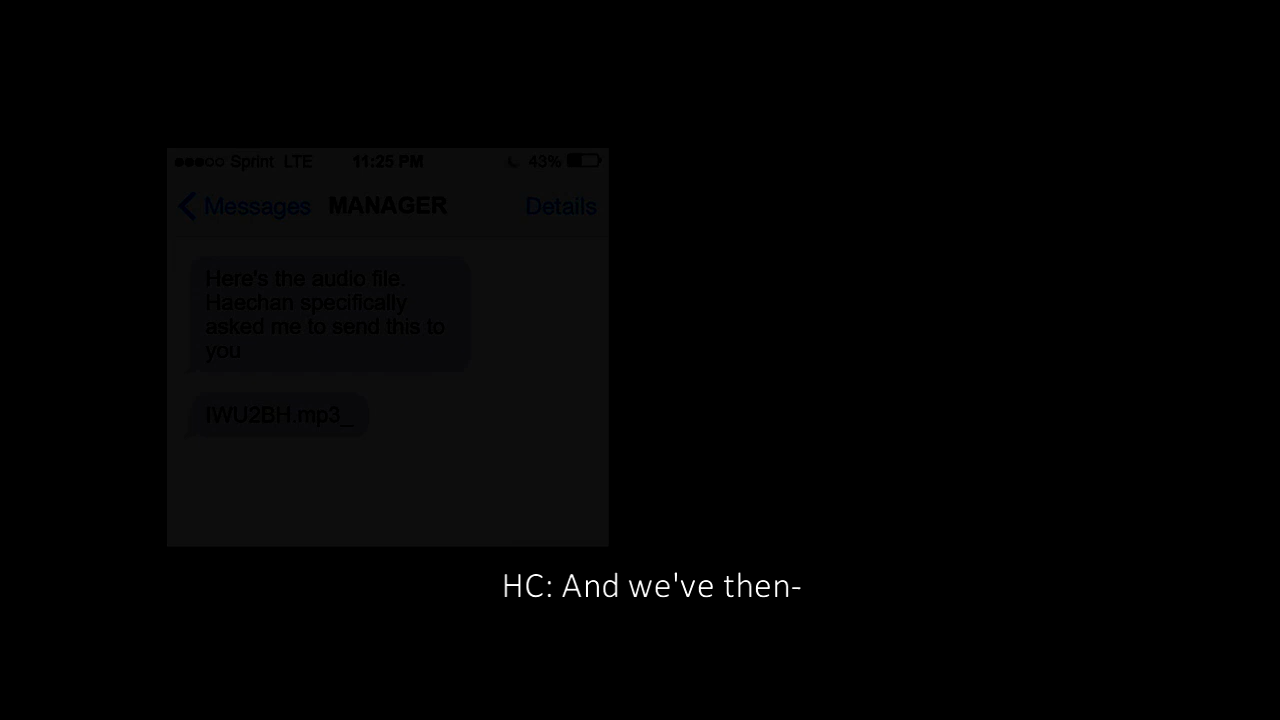 Sprint LTE 11:25 PM 43%
Messages MANAGER Details
Here's the audio file.
Haechan specifically
asked me to send this to
you
IWU2BH.mp3_
HC: And we've then-